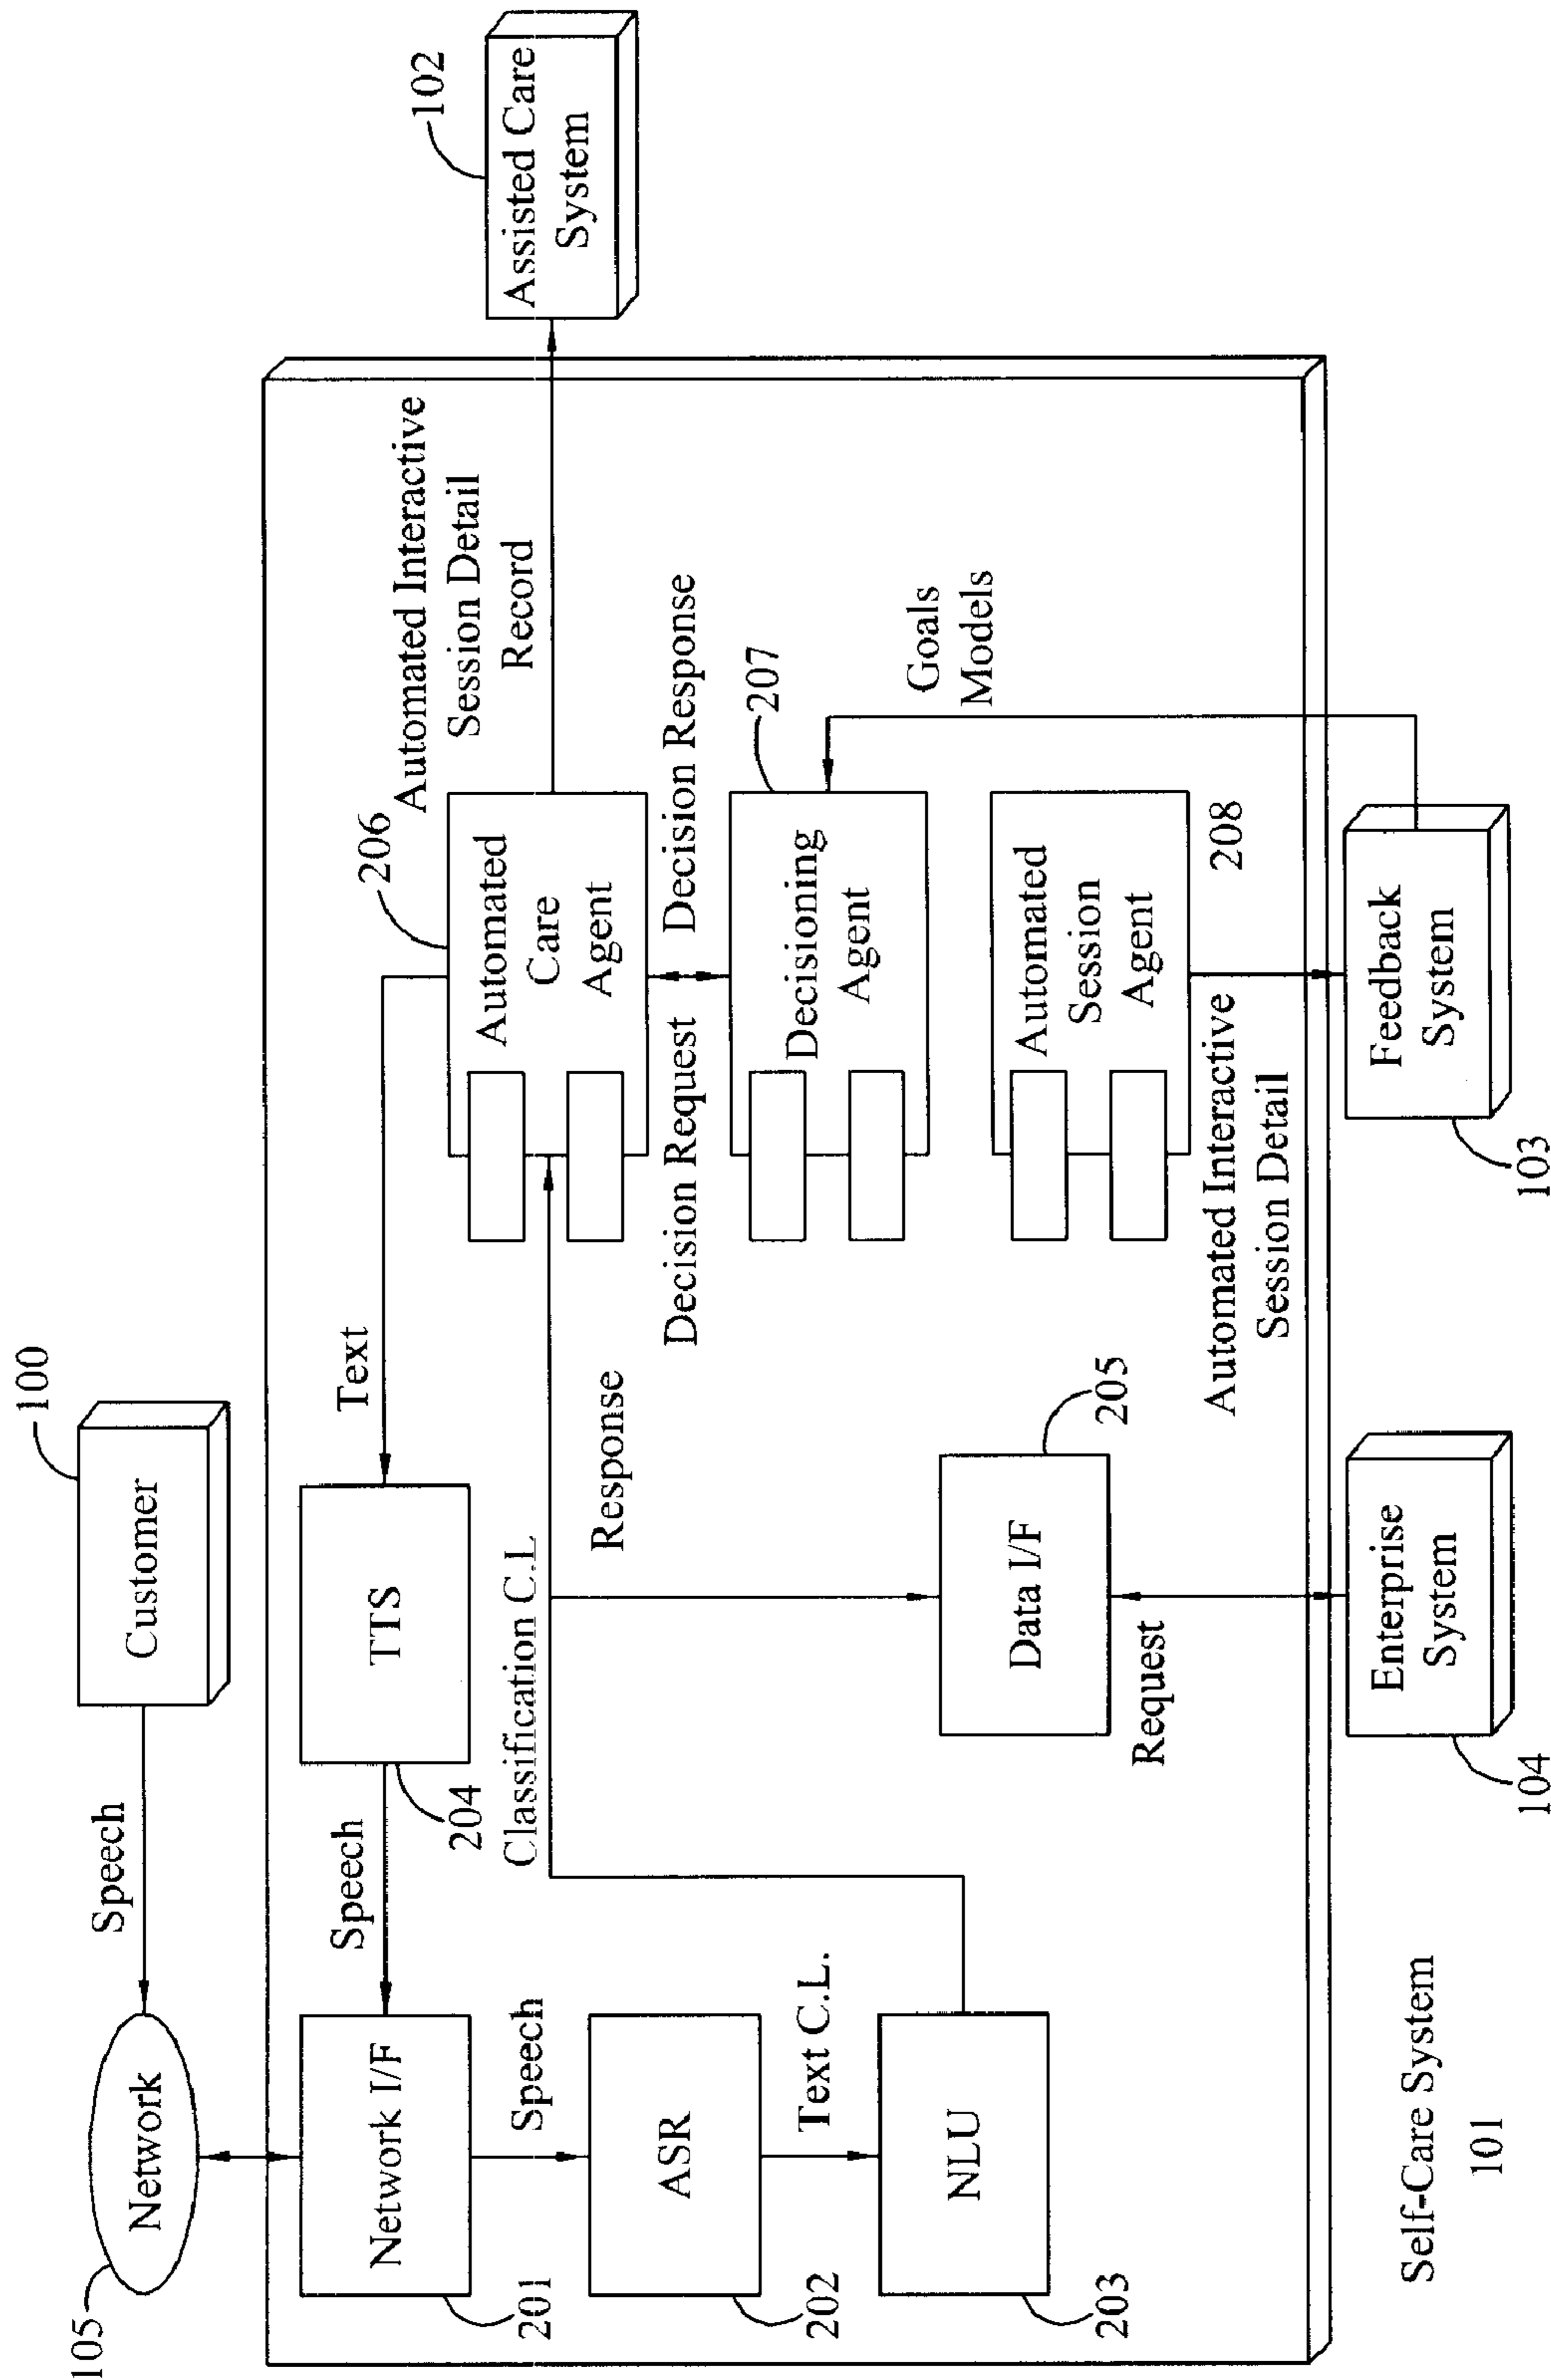 105
Network
Speech
Customer
100
Network I/F
201
Speech
TTS
204
Text
206
Automated
Care
Agent
Automated Interactive
Session Detail
Record
102
Assisted Care
System
Speech
ASR
202
Classification C.L
Response
Decision Request
Decision Response
Text C.L.
NLU
203
207
Decisioning
Agent
Goals
Models
Data I/F
205
Request
Automated
Session
Agent
208
Automated Interactive
Session Detail
Enterprise
System
104
Feedback
System
103
Self-Care System
101